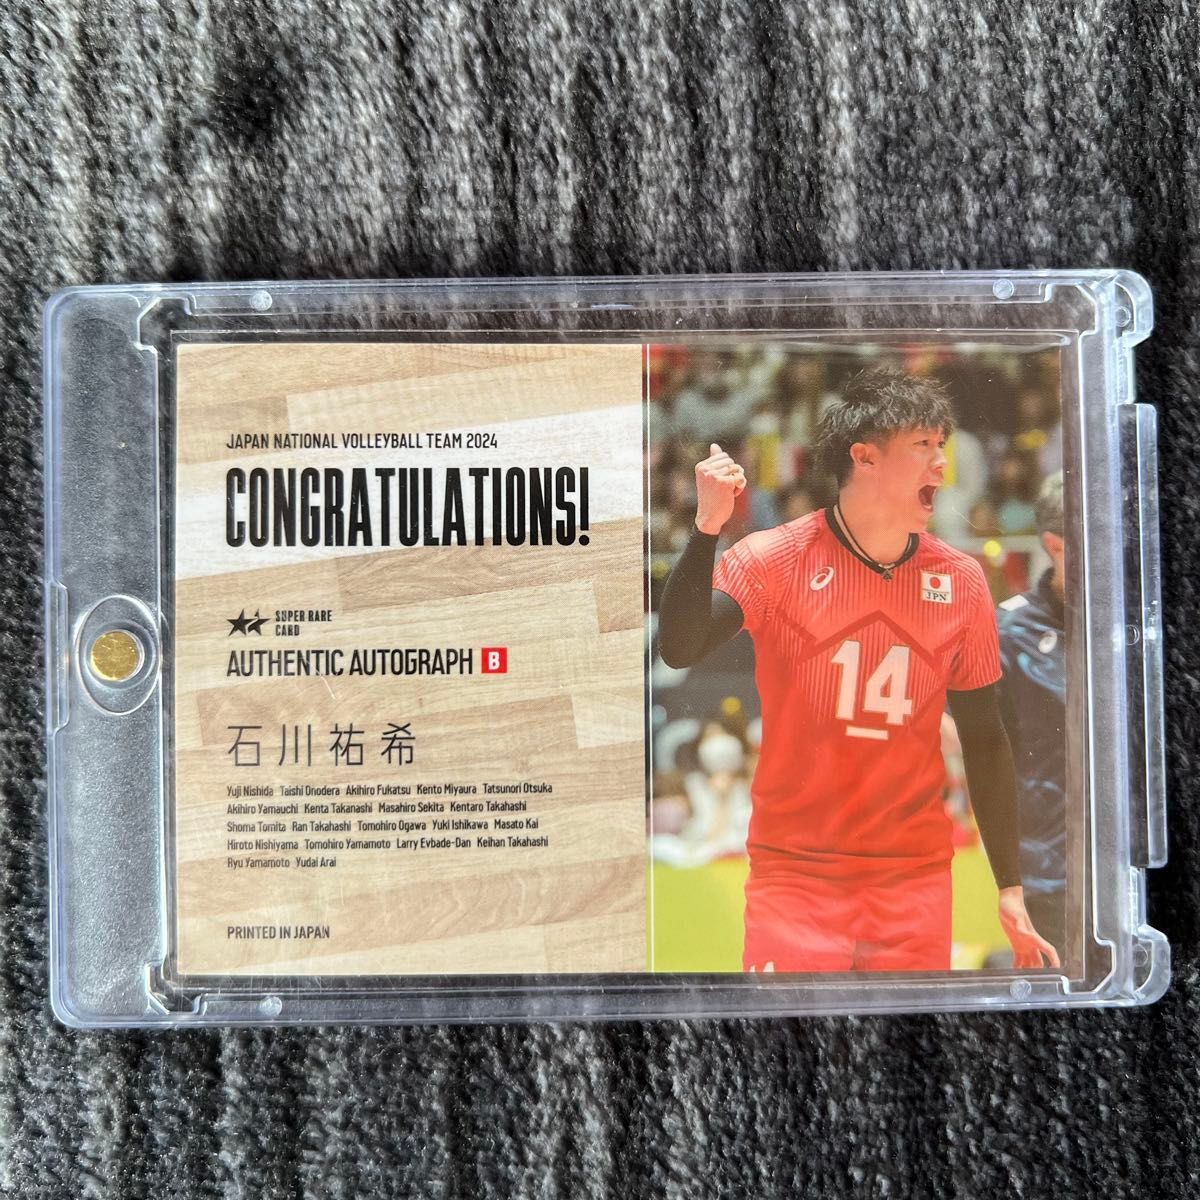 JAPAN NATIONAL VOLLEYBALL TEAM 2024
CONGRATULATIONS!
SUPER RARE
CARD
AUTHENTIC AUTOGRAPH B
石川祐希
Yuji Nishida Taishi Onodera Akihiro Fukatsu Kento Miyaura Tatsunori Otsuka
Akihiro Yamauchi Kenta Takanashi Masahiro Sekita Kentaro Takahashi
Shoma Tomita Ran Takahashi Tomohiro Ogawa Yuki Ishikawa Masato Kai
Hiroto Nishiyama Tomohiro Yamamoto Larry Evbade-Dan Keihan Takahashi
Ryu Yamamoto Yudai Arai
PRINTED IN JAPAN
JPN
14